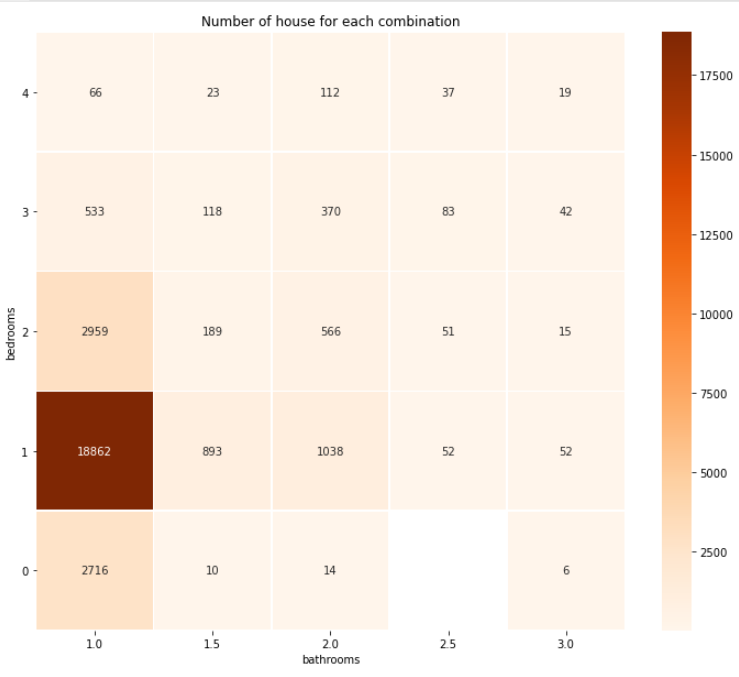 Number of house for each combination
4 66 23 112 37 19
3 533 118 370 83 42
2 2959 189 566 51 15
1 18862 893 1038 52 52
0 2716 10 14 6
bedrooms
1.0 1.5 2.0 2.5 3.0
bathrooms
17500
15000
12500
10000
7500
5000
2500